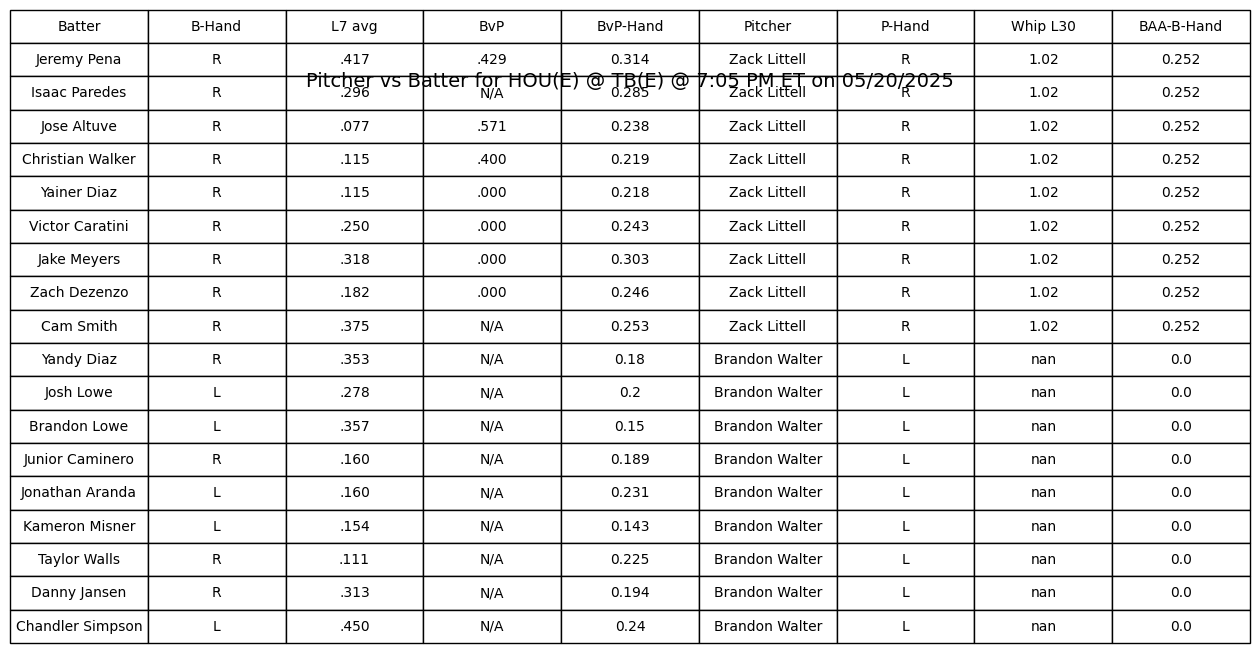 Batter B-Hand L7 avg BvP BvP-Hand Pitcher P-Hand Whip L30 BAA-B-Hand
Jeremy Pena R .417 .429 0.314 Zack Littell R 1.02 0.252
Pitcher vs Batter for HOU(E) @ TB(E) @ 7:05 PM ET on 05/20/2025
Isaac Paredes R .296 N/A 0.285 Zack Littell R 1.02 0.252
Jose Altuve R .077 .571 0.238 Zack Littell R 1.02 0.252
Christian Walker R .115 .400 0.219 Zack Littell R 1.02 0.252
Yainer Diaz R .115 .000 0.218 Zack Littell R 1.02 0.252
Victor Caratini R .250 .000 0.243 Zack Littell R 1.02 0.252
Jake Meyers R .318 .000 0.303 Zack Littell R 1.02 0.252
Zach Dezenzo R .182 .000 0.246 Zack Littell R 1.02 0.252
Cam Smith R .375 N/A 0.253 Zack Littell R 1.02 0.252
Yandy Diaz R .353 N/A 0.18 Brandon Walter L nan 0.0
Josh Lowe L .278 N/A 0.2 Brandon Walter L nan 0.0
Brandon Lowe L .357 N/A 0.15 Brandon Walter L nan 0.0
Junior Caminero R .160 N/A 0.189 Brandon Walter L nan 0.0
Jonathan Aranda L .160 N/A 0.231 Brandon Walter L nan 0.0
Kameron Misner L .154 N/A 0.143 Brandon Walter L nan 0.0
Taylor Walls R .111 N/A 0.225 Brandon Walter L nan 0.0
Danny Jansen R .313 N/A 0.194 Brandon Walter L nan 0.0
Chandler Simpson L .450 N/A 0.24 Brandon Walter L nan 0.0